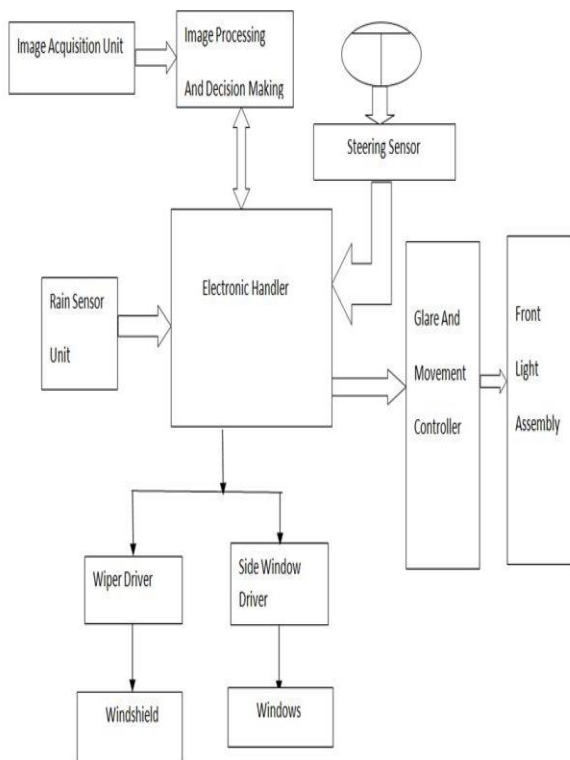 Image Acquisition Unit
Image Processing
And Decision Making
Steering Sensor
Electronic Handler
Rain Sensor
Unit
Glare And
Movement
Controller
Front
Light
Assembly
Wiper Driver
Side Window
Driver
Windshield
Windows